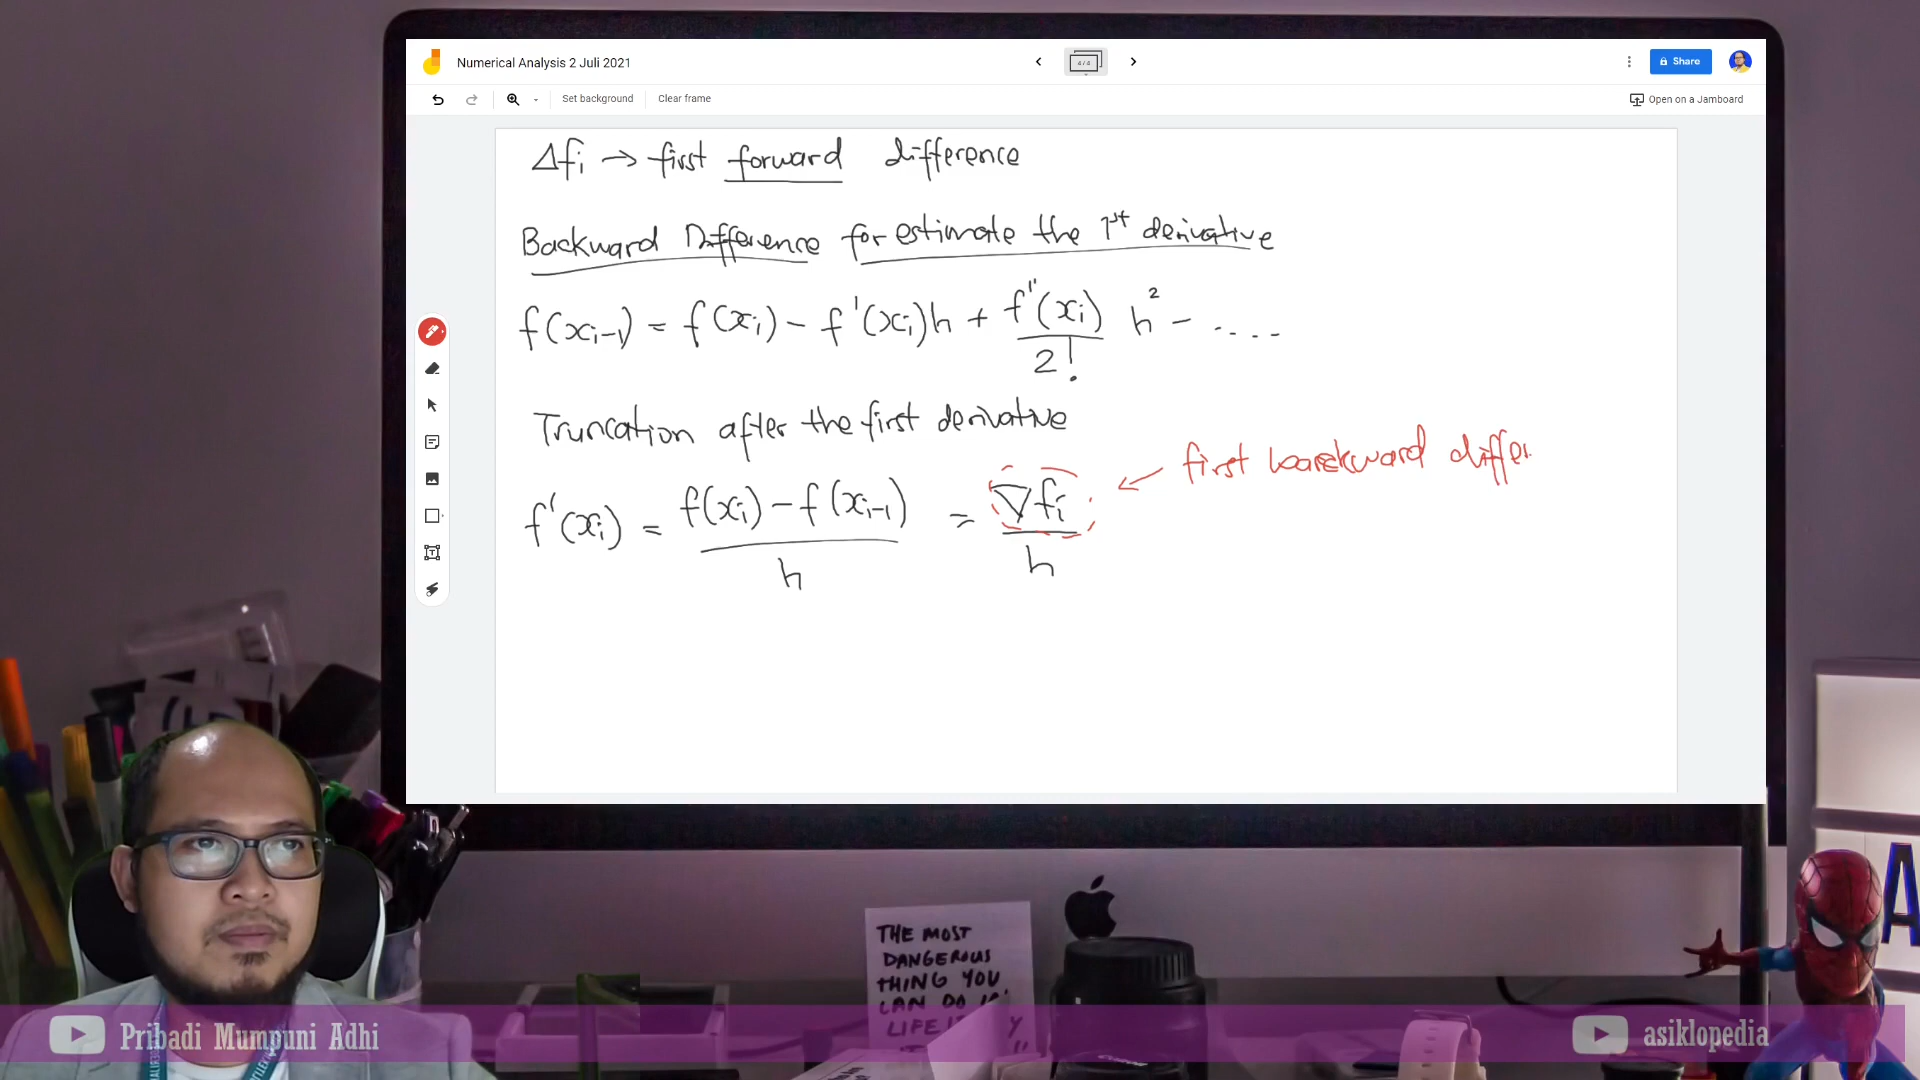 Numerical Analysis 2 Juli 2021
4 / 4
Share
Set background
Clear frame
Open on a Jamboard
Δfi → first forward difference
Backward Difference for estimate the 1st derivative
f(xi-1) = f(xi) - f'(xi)h + f''(xi)/2! h² - ....
Truncation after the first derivative
f'(xi) = f(xi) - f(xi-1)/h = ∇fi/h
← first backward differ
THE MOST
DANGEROUS
THING YOU
CAN DO
LIFE
Pribadi Mumpuni Adhi
asiklopedia
A